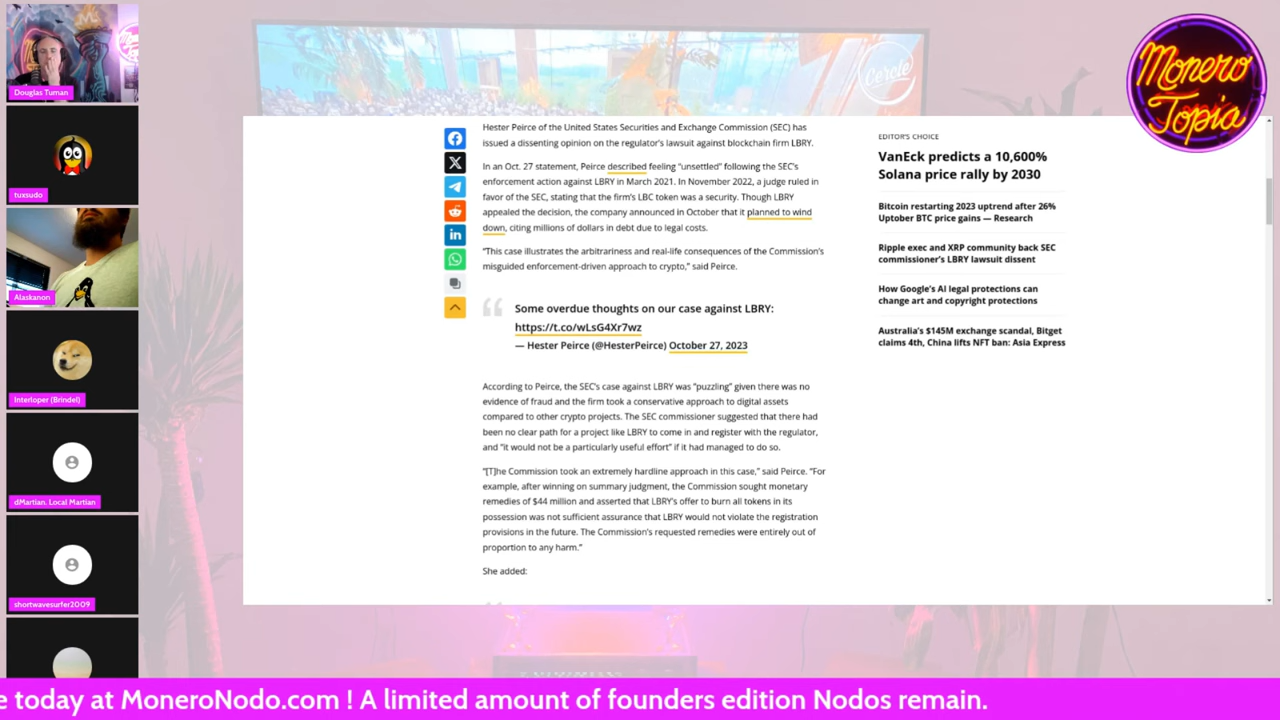 Douglas Tuman
tuxsudo
Alaskanon
Interloper (Brindel)
dMartian. Local Martian
shortwavesurfer2009
Cercle
Monero
Topia
Hester Peirce of the United States Securities and Exchange Commission (SEC) has
issued a dissenting opinion on the regulator's lawsuit against blockchain firm LBRY.
In an Oct. 27 statement, Peirce described feeling "unsettled" following the SEC's
enforcement action against LBRY in March 2021. In November 2022, a judge ruled in
favor of the SEC, stating that the firm's LBC token was a security. Though LBRY
appealed the decision, the company announced in October that it planned to wind
down, citing millions of dollars in debt due to legal costs.
"This case illustrates the arbitrariness and real-life consequences of the Commission's
misguided enforcement-driven approach to crypto," said Peirce.
Some overdue thoughts on our case against LBRY:
https://t.co/wLsG4Xr7wz
— Hester Peirce (@HesterPeirce) October 27, 2023
According to Peirce, the SEC's case against LBRY was "puzzling" given there was no
evidence of fraud and the firm took a conservative approach to digital assets
compared to other crypto projects. The SEC commissioner suggested that there had
been no clear path for a project like LBRY to come in and register with the regulator,
and "it would not be a particularly useful effort" if it had managed to do so.
"[T]he Commission took an extremely hardline approach in this case," said Peirce. "For
example, after winning on summary judgment, the Commission sought monetary
remedies of $44 million and asserted that LBRY's offer to burn all tokens in its
possession was not sufficient assurance that LBRY would not violate the registration
provisions in the future. The Commission's requested remedies were entirely out of
proportion to any harm."
She added:
EDITOR'S CHOICE
VanEck predicts a 10,600%
Solana price rally by 2030
Bitcoin restarting 2023 uptrend after 26%
Uptober BTC price gains — Research
Ripple exec and XRP community back SEC
commissioner's LBRY lawsuit dissent
How Google's AI legal protections can
change art and copyright protections
Australia's $145M exchange scandal, Bitget
claims 4th, China lifts NFT ban: Asia Express
e today at MoneroNodo.com ! A limited amount of founders edition Nodos remain.